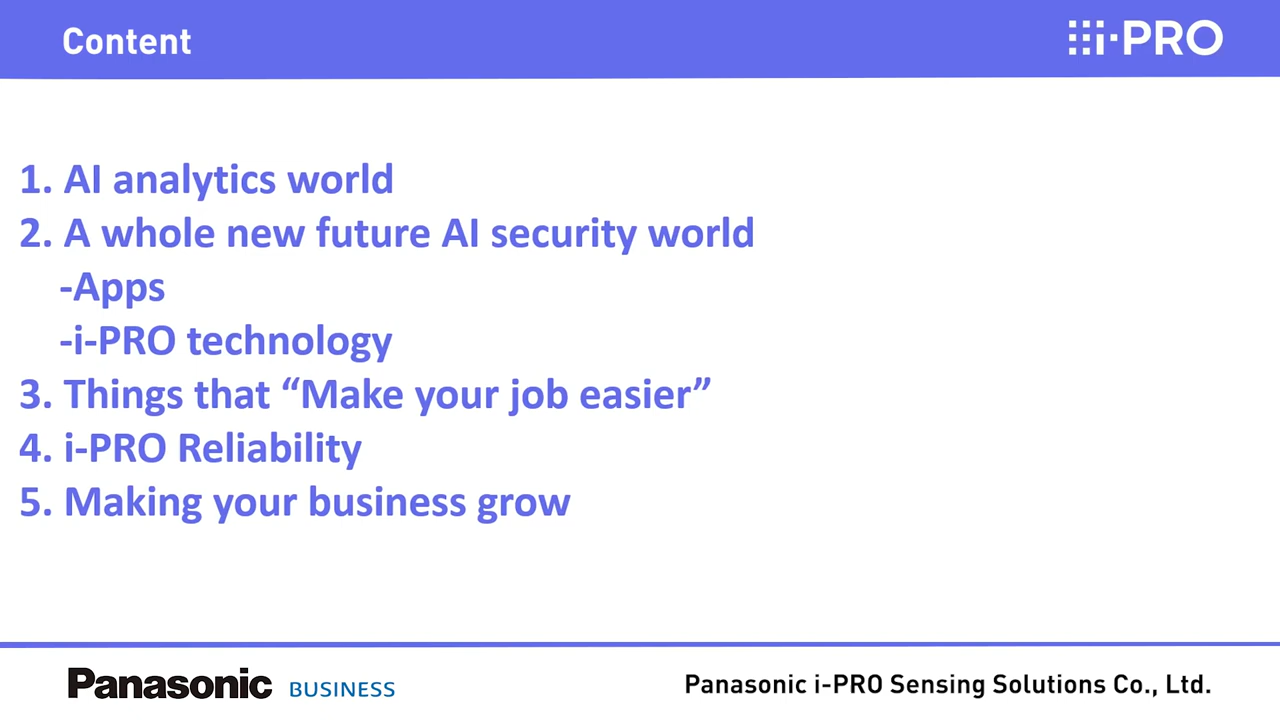 Content
i-PRO
1. AI analytics world
2. A whole new future AI security world
-Apps
-i-PRO technology
3. Things that “Make your job easier”
4. i-PRO Reliability
5. Making your business grow
Panasonic BUSINESS
Panasonic i-PRO Sensing Solutions Co., Ltd.